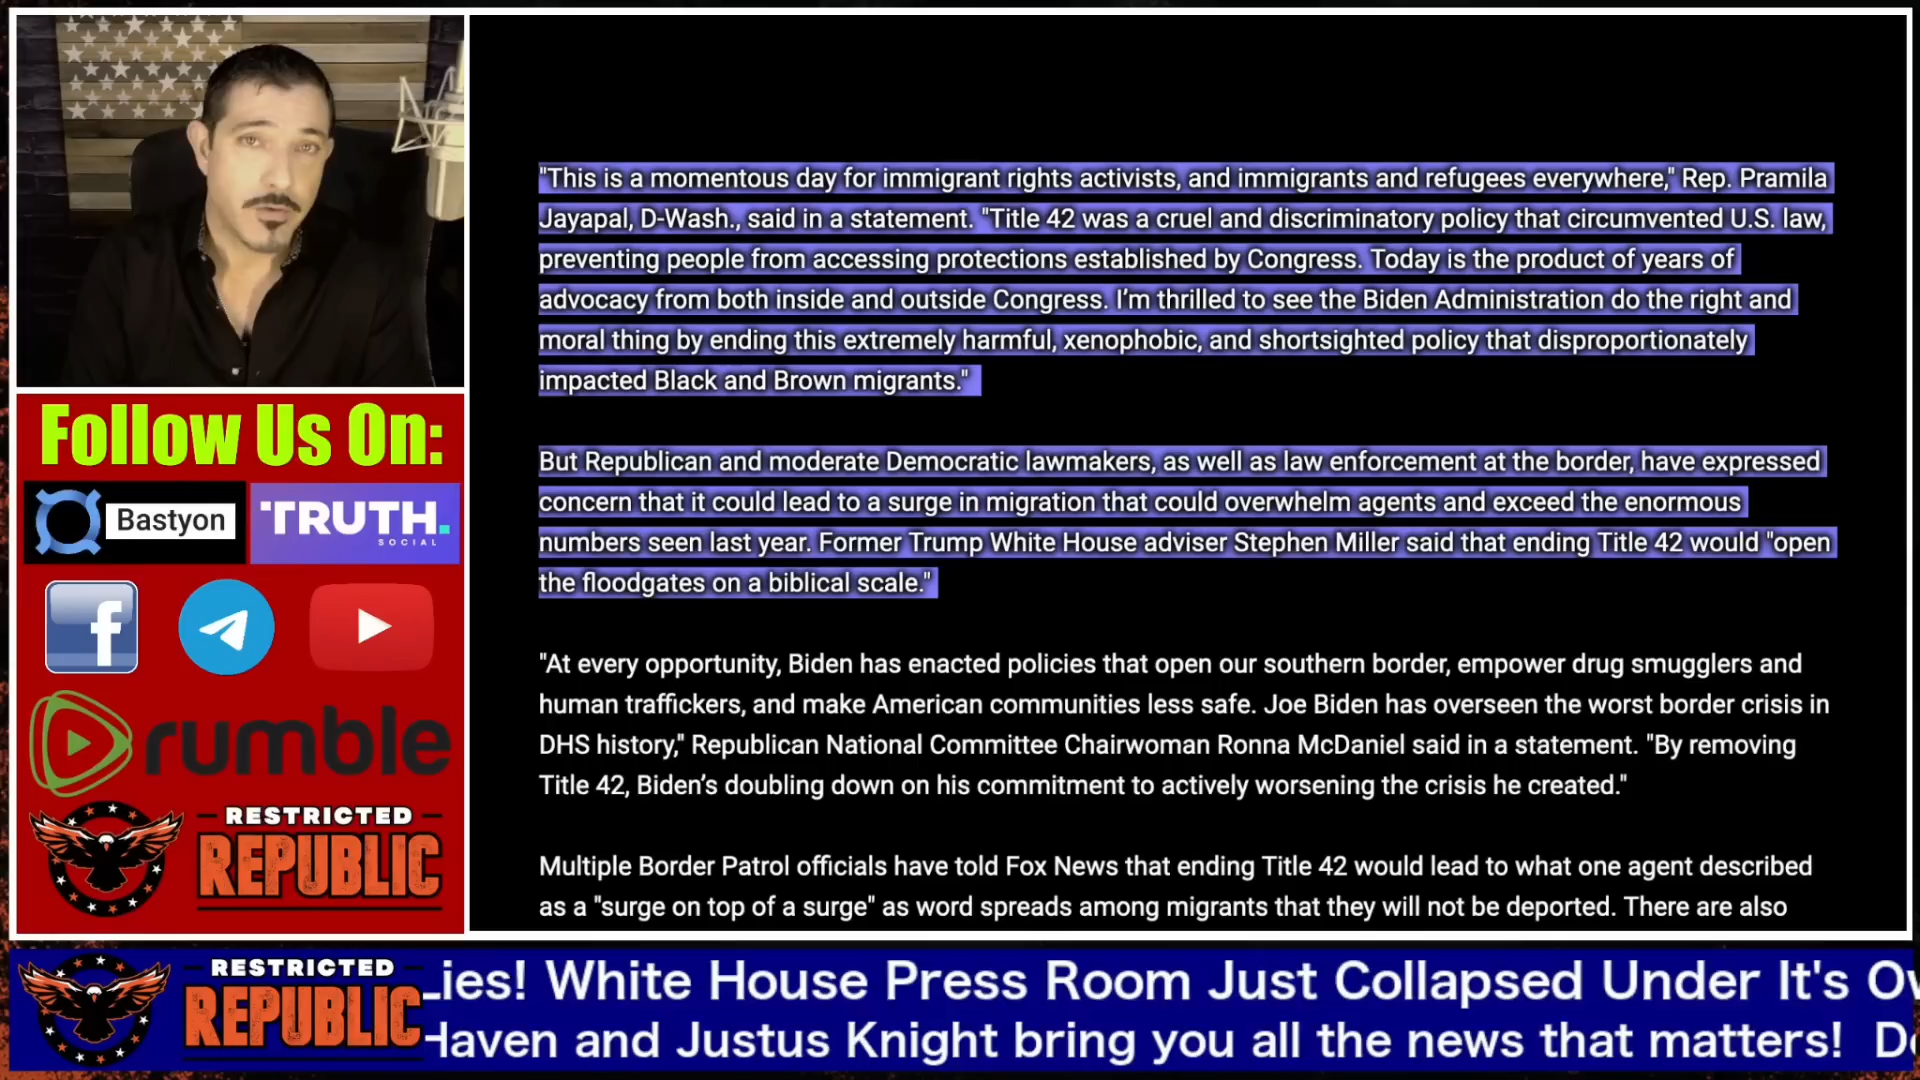 "This is a momentous day for immigrant rights activists, and immigrants and refugees everywhere," Rep. Pramila
Jayapal, D-Wash., said in a statement. "Title 42 was a cruel and discriminatory policy that circumvented U.S. law,
preventing people from accessing protections established by Congress. Today is the product of years of
advocacy from both inside and outside Congress. I’m thrilled to see the Biden Administration do the right and
moral thing by ending this extremely harmful, xenophobic, and shortsighted policy that disproportionately
impacted Black and Brown migrants."
But Republican and moderate Democratic lawmakers, as well as law enforcement at the border, have expressed
concern that it could lead to a surge in migration that could overwhelm agents and exceed the enormous
numbers seen last year. Former Trump White House adviser Stephen Miller said that ending Title 42 would "open
the floodgates on a biblical scale."
"At every opportunity, Biden has enacted policies that open our southern border, empower drug smugglers and
human traffickers, and make American communities less safe. Joe Biden has overseen the worst border crisis in
DHS history," Republican National Committee Chairwoman Ronna McDaniel said in a statement. "By removing
Title 42, Biden’s doubling down on his commitment to actively worsening the crisis he created."
Multiple Border Patrol officials have told Fox News that ending Title 42 would lead to what one agent described
as a "surge on top of a surge" as word spreads among migrants that they will not be deported. There are also
Follow Us On:
Bastyon
TRUTH.
SOCIAL
f
rumble
RESTRICTED
REPUBLIC
RESTRICTED
REPUBLIC
Lies! White House Press Room Just Collapsed Under It's
Haven and Justus Knight bring you all the news that matters!